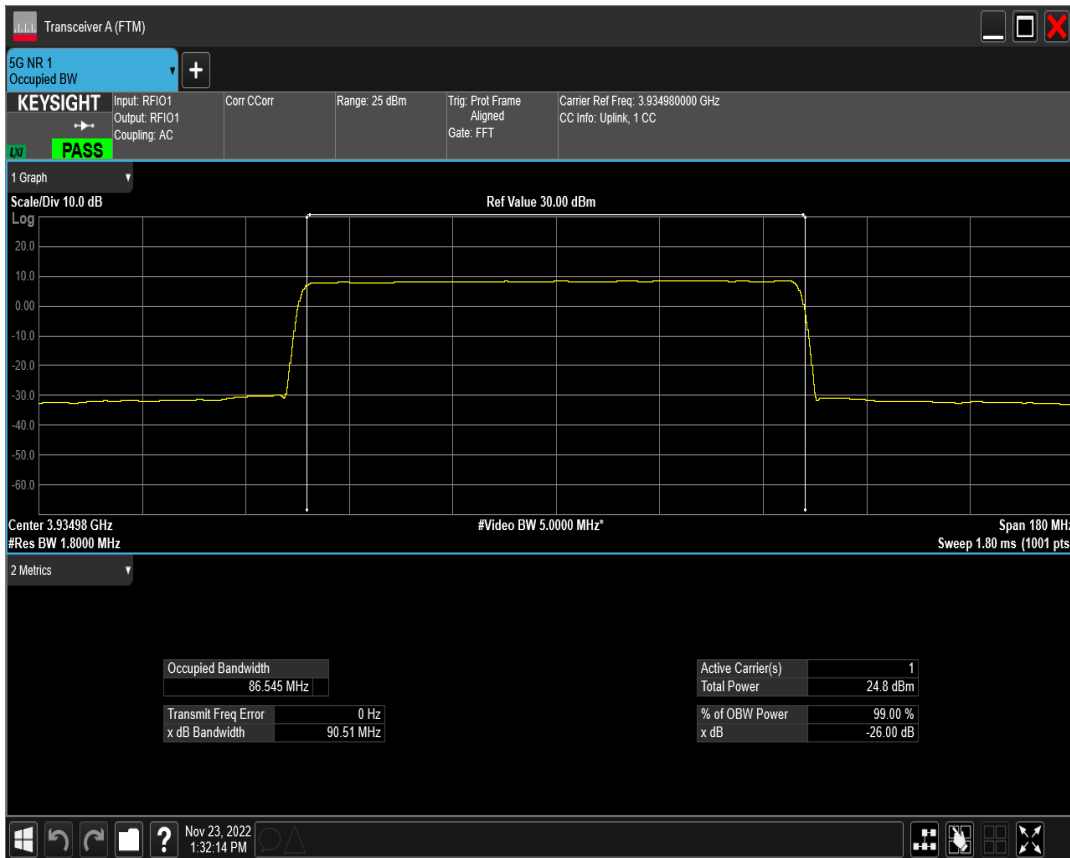 Transceiver A (FTM)
5G NR 1
Occupied BW
+
KEYSIGHT
LXI
PASS
Input: RFIO1
Output: RFIO1
Coupling: AC
Corr CCorr
Range: 25 dBm
Trig: Prot Frame
Aligned
Gate: FFT
Carrier Ref Freq: 3.934980000 GHz
CC Info: Uplink, 1 CC
1 Graph
Scale/Div 10.0 dB
Ref Value 30.00 dBm
Log
20.0
10.0
0.00
-10.0
-20.0
-30.0
-40.0
-50.0
-60.0
Center 3.93498 GHz
#Video BW 5.0000 MHz*
Span 180 MHz
#Res BW 1.8000 MHz
Sweep 1.80 ms (1001 pts
2 Metrics
Occupied Bandwidth
86.545 MHz
Transmit Freq Error 0 Hz
x dB Bandwidth 90.51 MHz
Active Carrier(s) 1
Total Power 24.8 dBm
% of OBW Power 99.00 %
x dB -26.00 dB
?
Nov 23, 2022
1:32:14 PM